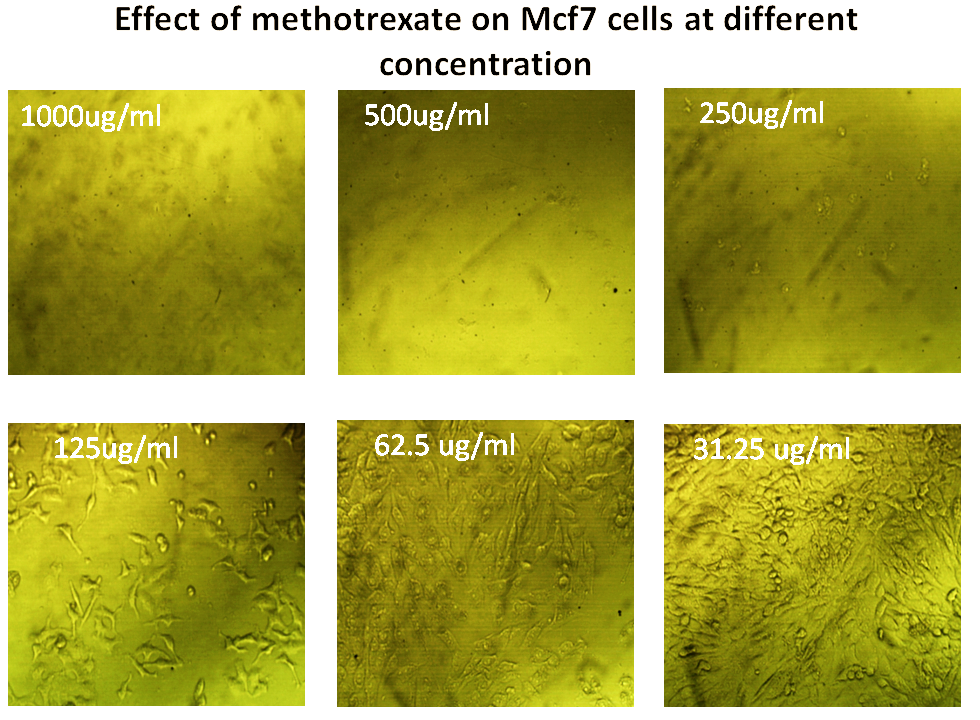 Effect of methotrexate on Mcf7 cells at different
concentration
1000ug/ml
500ug/ml
250ug/ml
125ug/ml
62.5 ug/ml
31.25 ug/ml